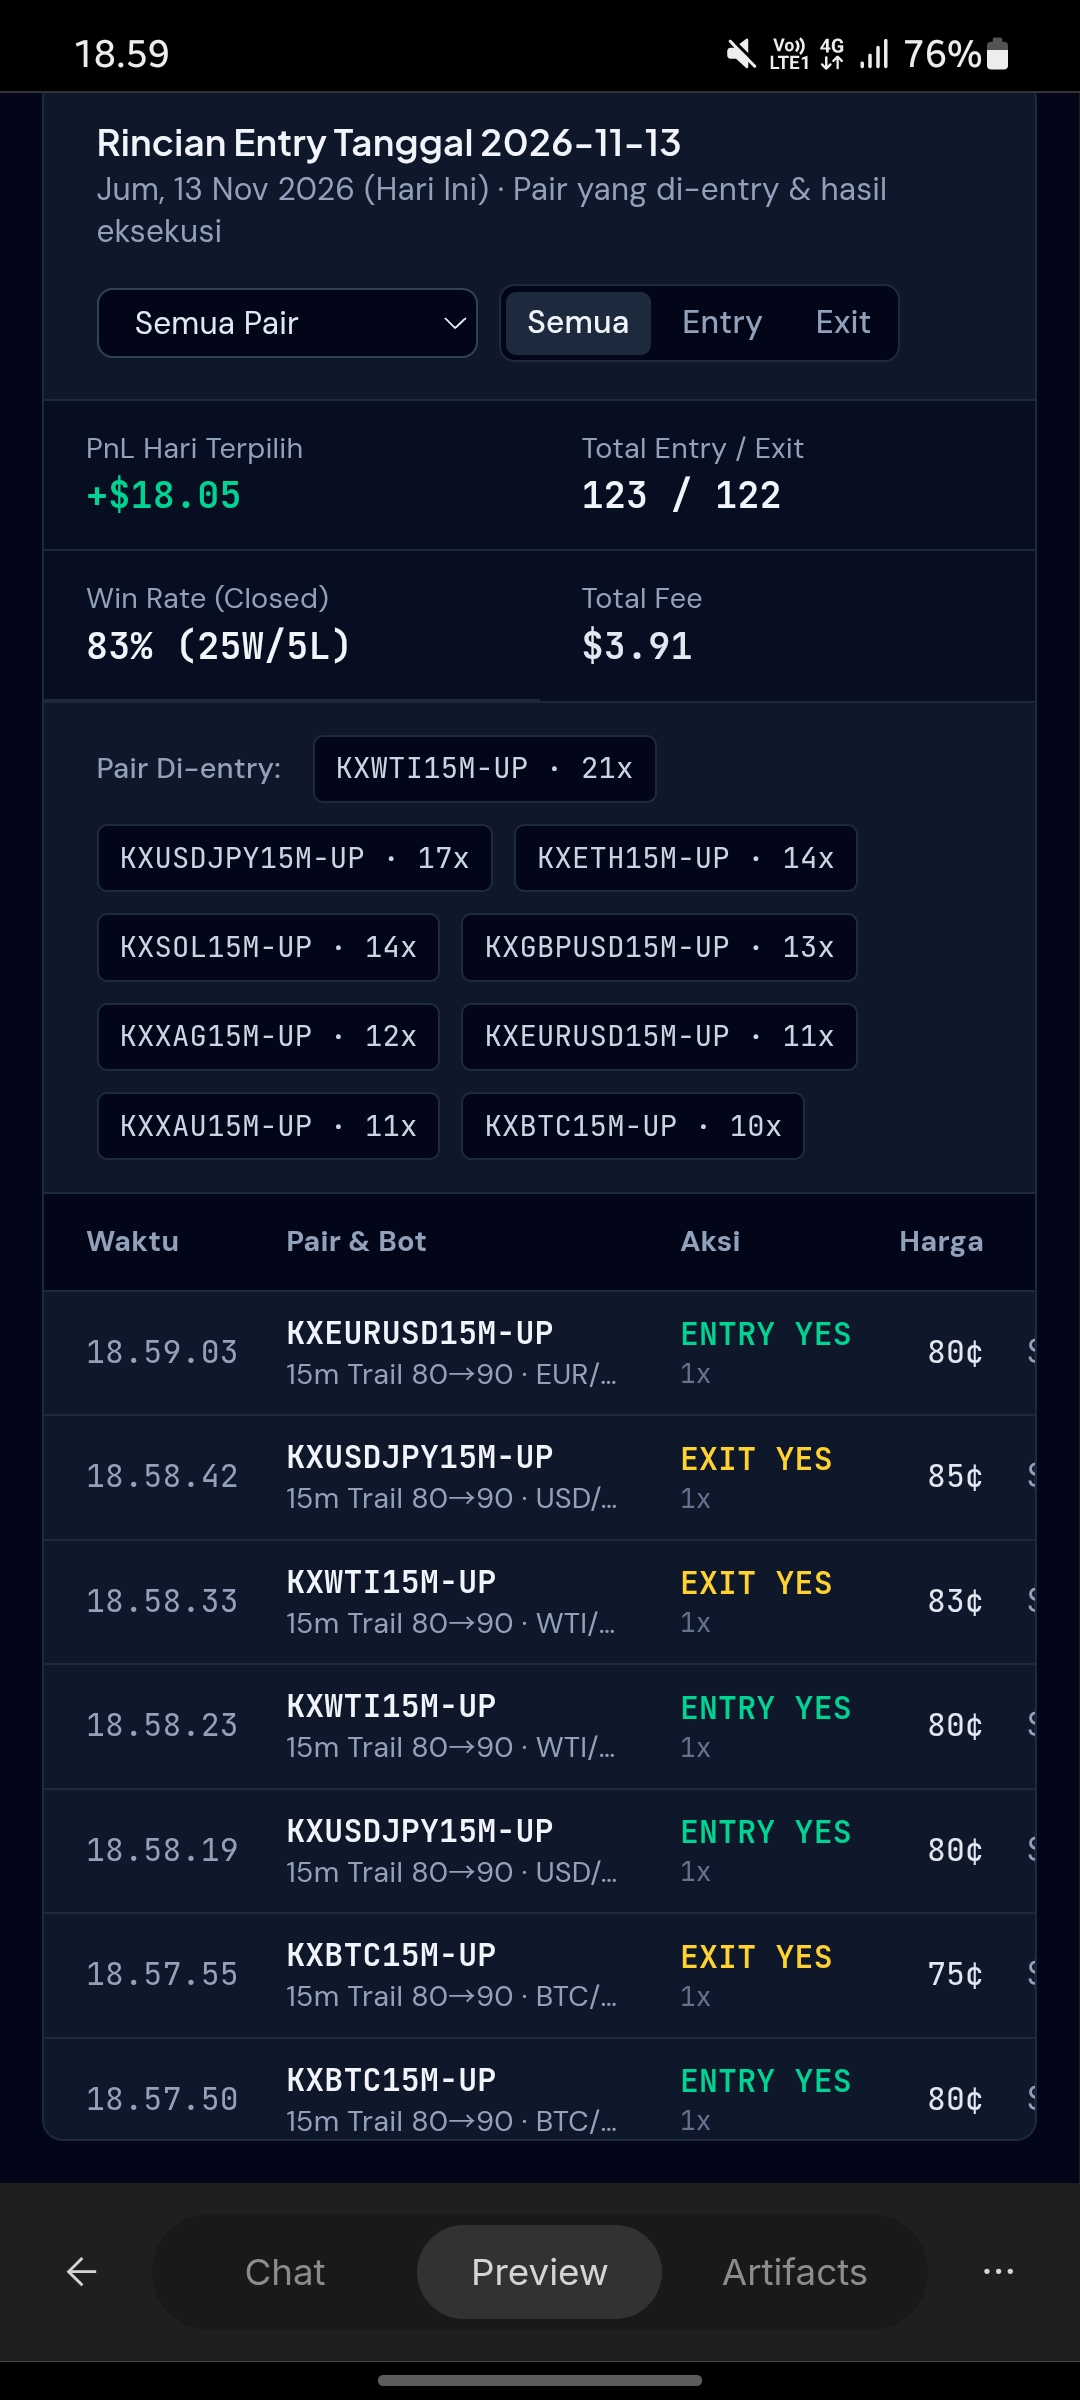 18.59
Vo)) LTE1 4G 76%
Rincian Entry Tanggal 2026-11-13
Jum, 13 Nov 2026 (Hari Ini) · Pair yang di-entry & hasil
eksekusi
Semua Pair Semua Entry Exit
PnL Hari Terpilih Total Entry / Exit
+$18.05 123 / 122
Win Rate (Closed) Total Fee
83% (25W/5L) $3.91
Pair Di-entry: KXWTI15M-UP · 21x
KXUSDJPY15M-UP · 17x KXETH15M-UP · 14x
KXSOL15M-UP · 14x KXGBPUSD15M-UP · 13x
KXXAG15M-UP · 12x KXEURUSD15M-UP · 11x
KXXAU15M-UP · 11x KXBTC15M-UP · 10x
Waktu Pair & Bot Aksi Harga
18.59.03 KXEURUSD15M-UP ENTRY YES 80¢
15m Trail 80→90 · EUR/... 1x
18.58.42 KXUSDJPY15M-UP EXIT YES 85¢
15m Trail 80→90 · USD/... 1x
18.58.33 KXWTI15M-UP EXIT YES 83¢
15m Trail 80→90 · WTI/... 1x
18.58.23 KXWTI15M-UP ENTRY YES 80¢
15m Trail 80→90 · WTI/... 1x
18.58.19 KXUSDJPY15M-UP ENTRY YES 80¢
15m Trail 80→90 · USD/... 1x
18.57.55 KXBTC15M-UP EXIT YES 75¢
15m Trail 80→90 · BTC/... 1x
18.57.50 KXBTC15M-UP ENTRY YES 80¢
15m Trail 80→90 · BTC/... 1x
Chat Preview Artifacts